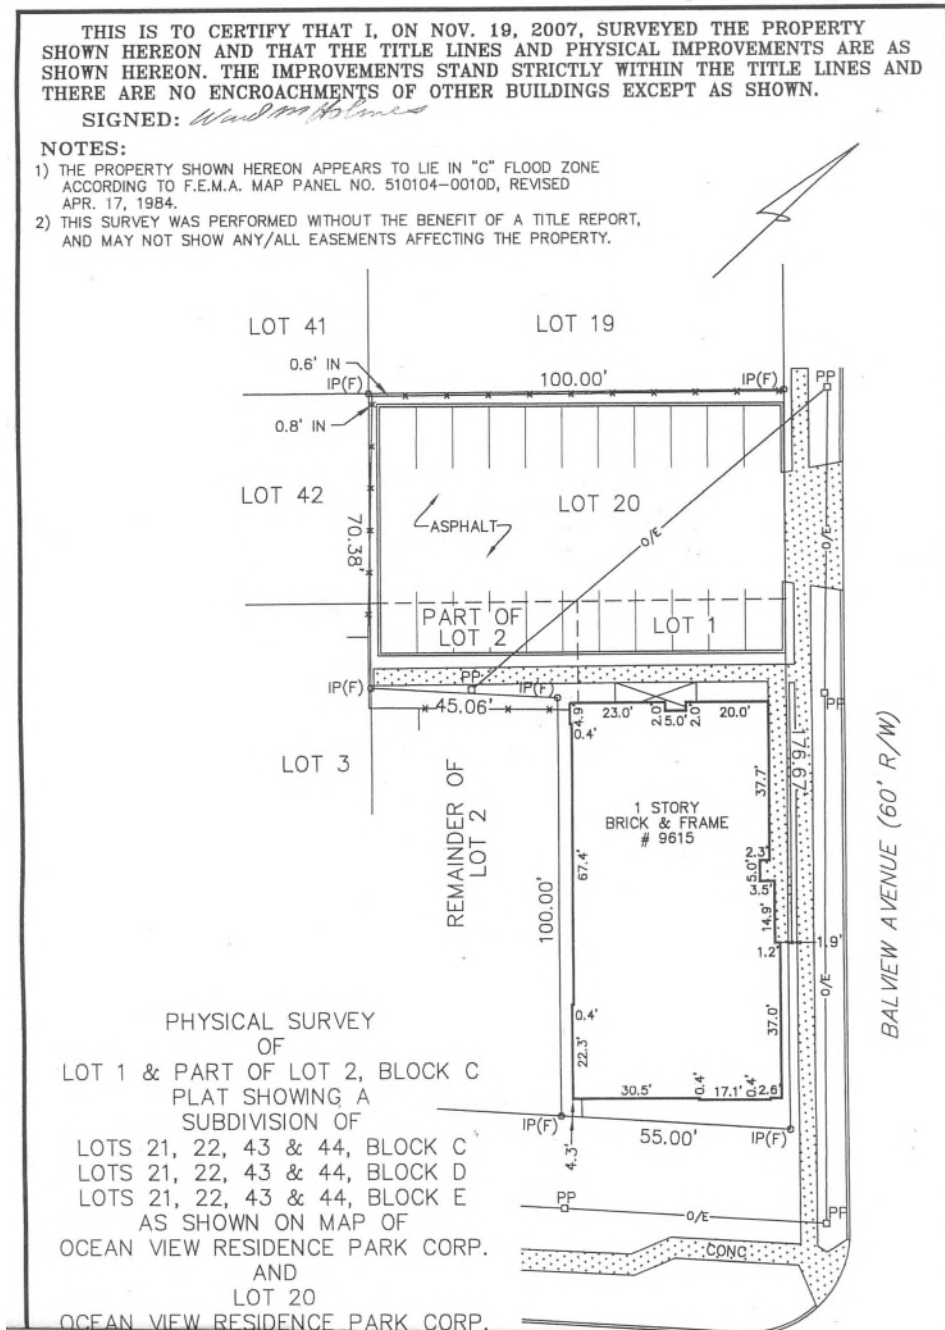 THIS IS TO CERTIFY THAT I, ON NOV. 19, 2007, SURVEYED THE PROPERTY
SHOWN HEREON AND THAT THE TITLE LINES AND PHYSICAL IMPROVEMENTS ARE AS
SHOWN HEREON. THE IMPROVEMENTS STAND STRICTLY WITHIN THE TITLE LINES AND
THERE ARE NO ENCROACHMENTS OF OTHER BUILDINGS EXCEPT AS SHOWN.
SIGNED:
NOTES:
1) THE PROPERTY SHOWN HEREON APPEARS TO LIE IN "C" FLOOD ZONE
ACCORDING TO F.E.M.A. MAP PANEL NO. 510104-0010D, REVISED
APR. 17, 1984.
2) THIS SURVEY WAS PERFORMED WITHOUT THE BENEFIT OF A TITLE REPORT,
AND MAY NOT SHOW ANY/ALL EASEMENTS AFFECTING THE PROPERTY.
LOT 41
LOT 19
0.6' IN
IP(F)
100.00'
IP(F)
PP
0.8' IN
LOT 42
LOT 20
70.38'
ASPHALT
O/E
O/E
PART OF
LOT 2
LOT 1
IP(F)
PP
IP(F)
45.06'
PP
4.9'
23.0'
2.0'
5.0'
2.0'
20.0'
0.4'
176.67'
LOT 3
REMAINDER OF
LOT 2
37.7'
1 STORY
BRICK & FRAME
# 9615
67.4'
2.3'
5.0'
3.5'
14.9'
100.00'
1.2'
1.9'
BALVIEW AVENUE (60' R/W)
O/E
0.4'
37.0'
22.3'
30.5'
0.4'
17.1'
0.4'
2.6'
IP(F)
55.00'
IP(F)
4.3'
PP
O/E
PP
CONC
PHYSICAL SURVEY
OF
LOT 1 & PART OF LOT 2, BLOCK C
PLAT SHOWING A
SUBDIVISION OF
LOTS 21, 22, 43 & 44, BLOCK C
LOTS 21, 22, 43 & 44, BLOCK D
LOTS 21, 22, 43 & 44, BLOCK E
AS SHOWN ON MAP OF
OCEAN VIEW RESIDENCE PARK CORP.
AND
LOT 20
OCEAN VIEW RESIDENCE PARK CORP.